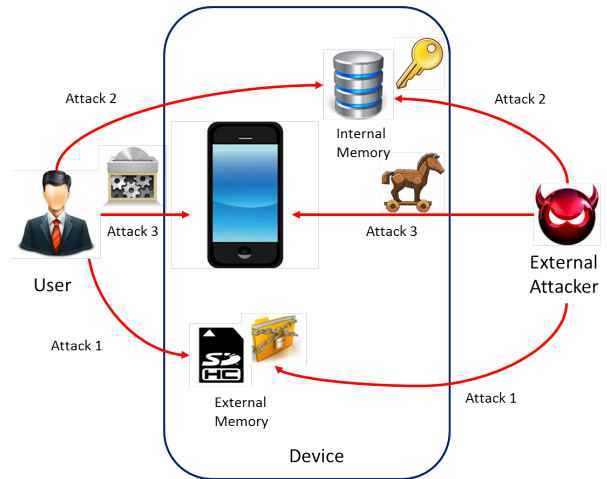 Attack 2
Attack 2
Internal
Memory
Attack 3
Attack 3
User
External
Attacker
Attack 1
SD
HC
External
Memory
Attack 1
Device